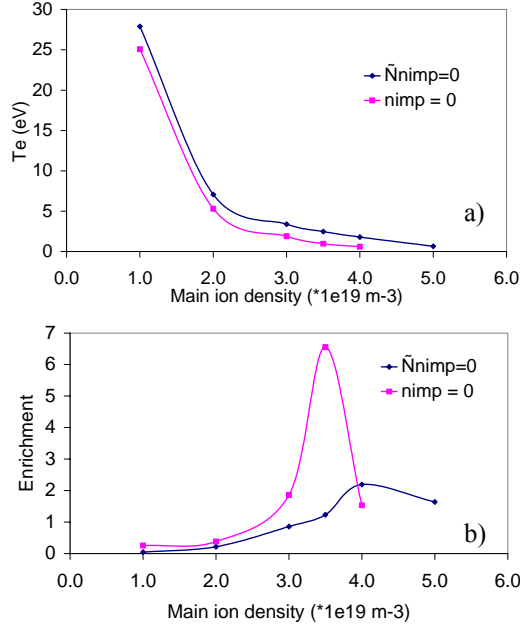 30
25
20
15
10
5
0
Te (eV)
Ñnimp=0
nimp = 0
a)
0.0 1.0 2.0 3.0 4.0 5.0 6.0
Main ion density (*1e19 m-3)
7
6
5
4
3
2
1
0
Enrichment
Ñnimp=0
nimp = 0
b)
0.0 1.0 2.0 3.0 4.0 5.0 6.0
Main ion density (*1e19 m-3)